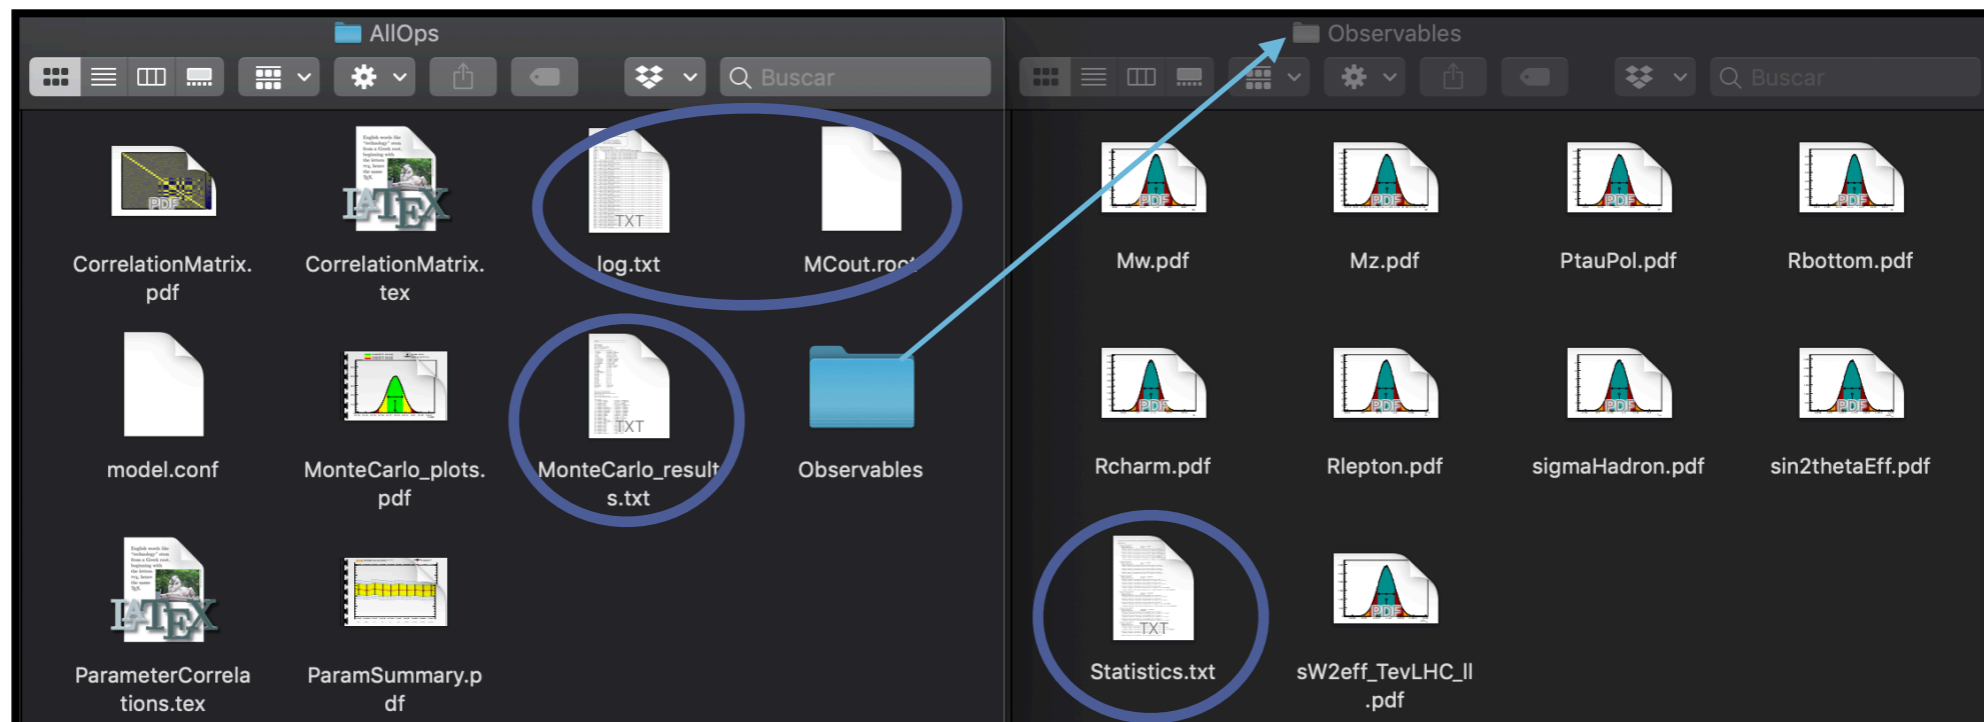 AllOps
Observables
Buscar
Buscar
CorrelationMatrix.
pdf
CorrelationMatrix.
tex
log.txt
MCout.root
Mw.pdf
Mz.pdf
PtauPol.pdf
Rbottom.pdf
model.conf
MonteCarlo_plots.
pdf
MonteCarlo_result
s.txt
Observables
Rcharm.pdf
Rlepton.pdf
sigmaHadron.pdf
sin2thetaEff.pdf
ParameterCorrela
tions.tex
ParamSummary.p
df
Statistics.txt
sW2eff_TevLHC_ll
.pdf